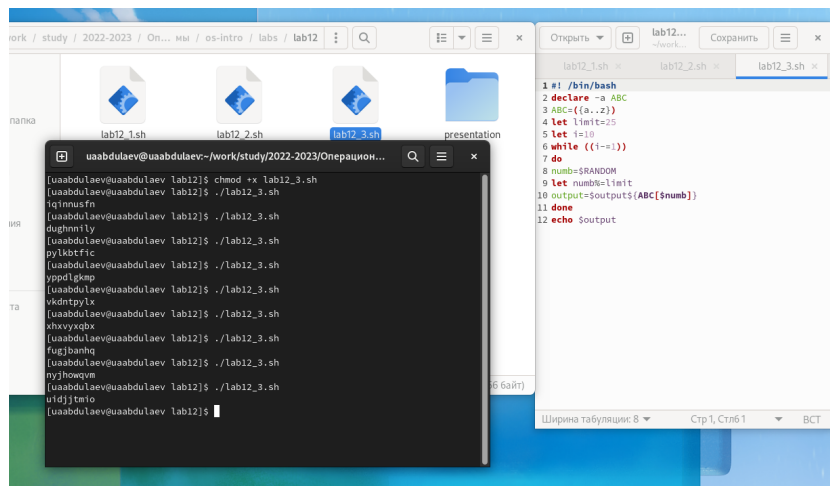 work / study / 2022-2023 / Оп… мы / os-intro / labs / lab12
папка
lab12_1.sh
lab12_2.sh
lab12_3.sh
presentation
56 байт)
uaabdulaev@uaabdulaev:~/work/study/2022-2023/Операцион…
[uaabdulaev@uaabdulaev lab12]$ chmod +x lab12_3.sh
[uaabdulaev@uaabdulaev lab12]$ ./lab12_3.sh
iqinnusfn
[uaabdulaev@uaabdulaev lab12]$ ./lab12_3.sh
dughnnily
[uaabdulaev@uaabdulaev lab12]$ ./lab12_3.sh
pylkbtfic
[uaabdulaev@uaabdulaev lab12]$ ./lab12_3.sh
yppdlgkmp
[uaabdulaev@uaabdulaev lab12]$ ./lab12_3.sh
vkdntpylx
[uaabdulaev@uaabdulaev lab12]$ ./lab12_3.sh
xhxvyxqbx
[uaabdulaev@uaabdulaev lab12]$ ./lab12_3.sh
fugjbanhq
[uaabdulaev@uaabdulaev lab12]$ ./lab12_3.sh
nyjhowqvm
[uaabdulaev@uaabdulaev lab12]$ ./lab12_3.sh
uidjjtmio
[uaabdulaev@uaabdulaev lab12]$
Открыть
lab12…
~/work…
Сохранить
lab12_1.sh ×
lab12_2.sh ×
lab12_3.sh ×
1 #! /bin/bash
2 declare -a ABC
3 ABC=({a..z})
4 let limit=25
5 let i=10
6 while ((i-=1))
7 do
8 numb=$RANDOM
9 let numb%=limit
10 output=$output${ABC[$numb]}
11 done
12 echo $output
Ширина табуляции: 8
Стр 1, Стлб 1
ВСТ